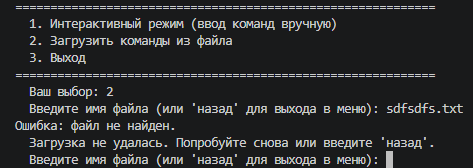 ============================================================
1. Интерактивный режим (ввод команд вручную)
2. Загрузить команды из файла
3. Выход
============================================================
Ваш выбор: 2
Введите имя файла (или 'назад' для выхода в меню): sdfsdfs.txt
Ошибка: файл не найден.
Загрузка не удалась. Попробуйте снова или введите 'назад'.
Введите имя файла (или 'назад' для выхода в меню):